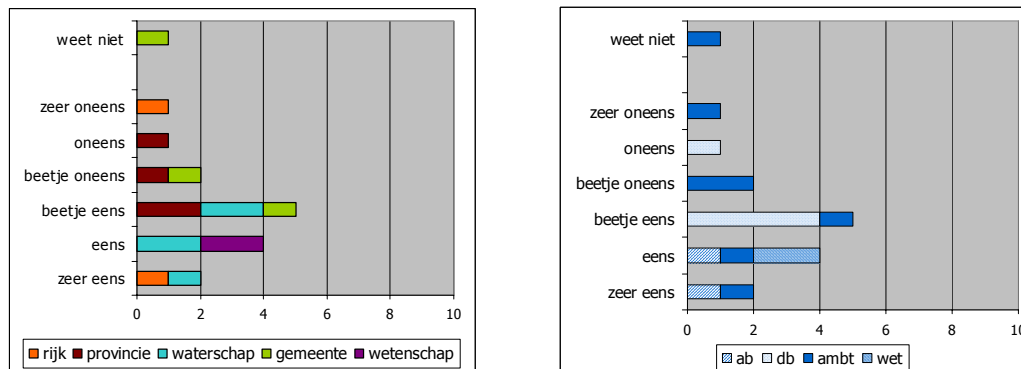 weet niet
zeer oneens
oneens
beetje oneens
beetje eens
eens
zeer eens
0 2 4 6 8 10
rijk provincie waterschap gemeente wetenschap
weet niet
zeer oneens
oneens
beetje oneens
beetje eens
eens
zeer eens
0 2 4 6 8 10
ab db ambt wet